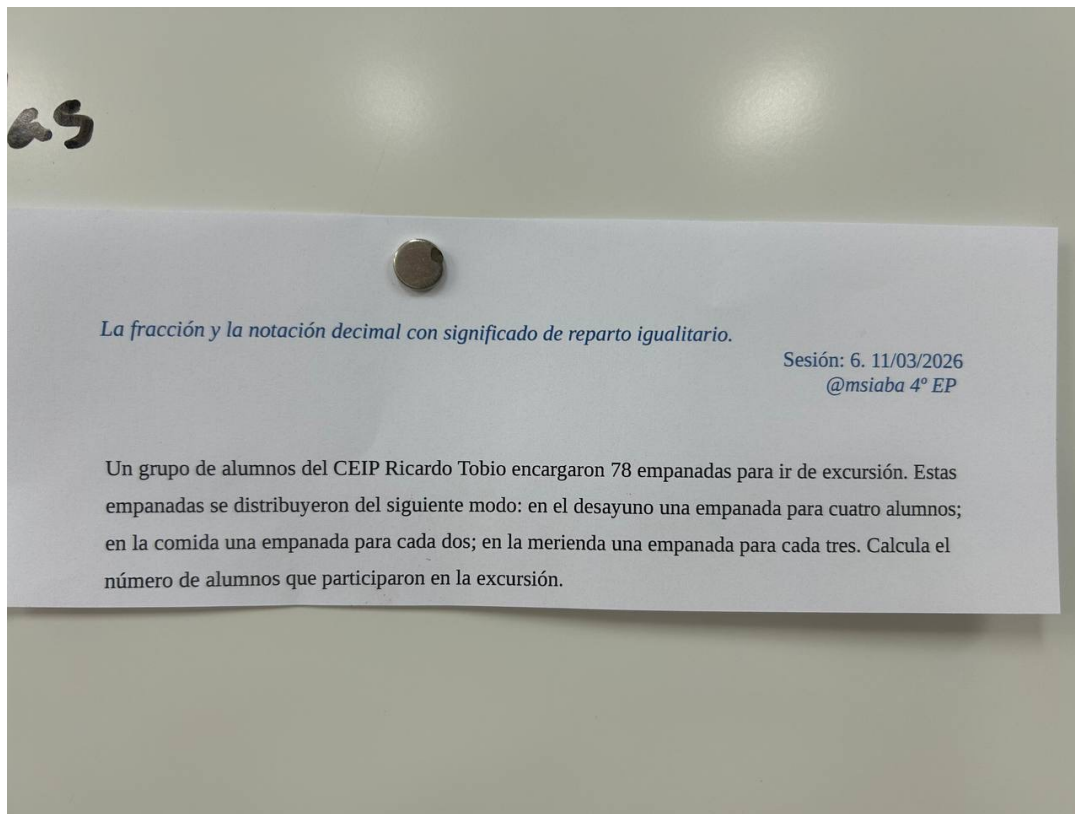 as
La fracción y la notación decimal con significado de reparto igualitario.
Sesión: 6. 11/03/2026
@msiaba 4º EP
Un grupo de alumnos del CEIP Ricardo Tobio encargaron 78 empanadas para ir de excursión. Estas
empanadas se distribuyeron del siguiente modo: en el desayuno una empanada para cuatro alumnos;
en la comida una empanada para cada dos; en la merienda una empanada para cada tres. Calcula el
número de alumnos que participaron en la excursión.